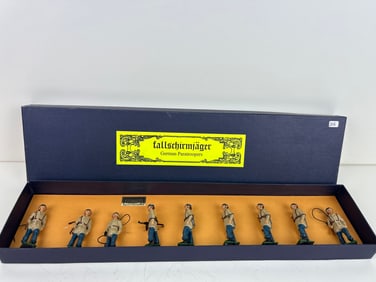 fallschirmjäger
German Paratroopers